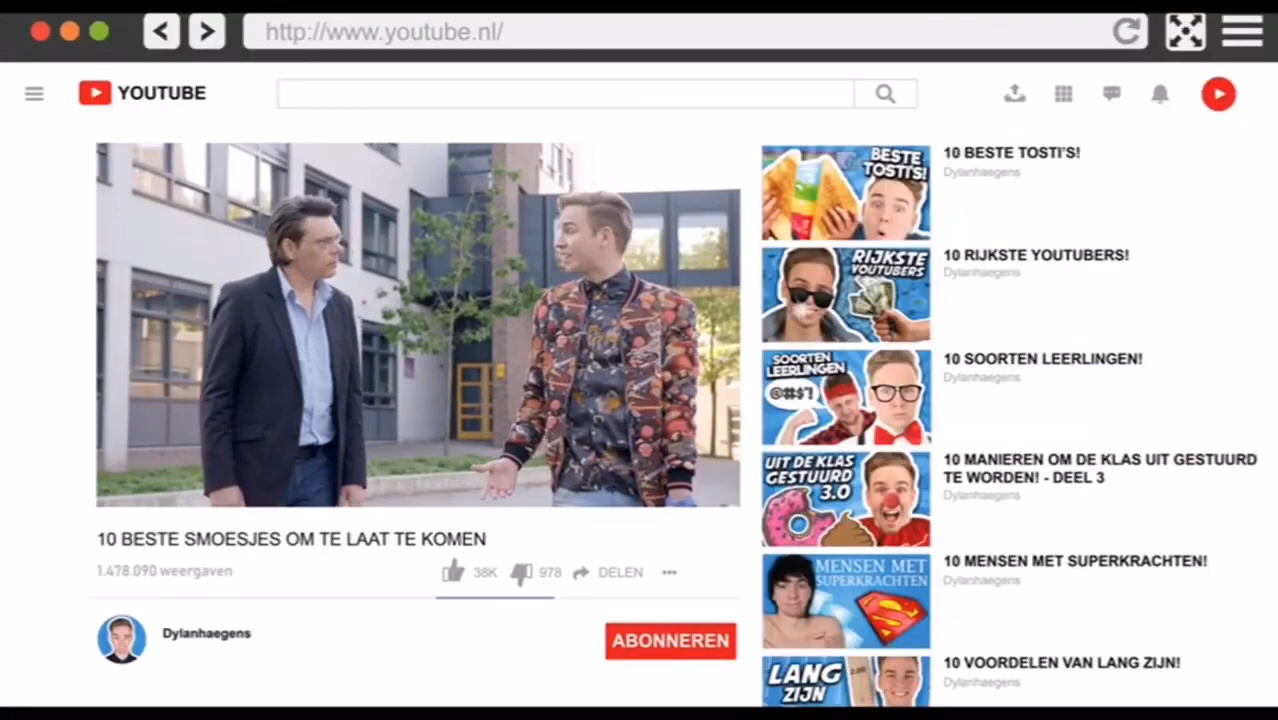 http://www.youtube.nl/
YOUTUBE
BESTE
TOSTI'S!
10 BESTE TOSTI'S!
Dylanhaegens
RIJKSTE
YOUTUBERS
10 RIJKSTE YOUTUBERS!
Dylanhaegens
SOORTEN
LEERLINGEN
@#$*!
10 SOORTEN LEERLINGEN!
Dylanhaegens
UIT DE KLAS
GESTUURD
3.0
10 MANIEREN OM DE KLAS UIT GESTUURD
TE WORDEN! - DEEL 3
Dylanhaegens
10 BESTE SMOESJES OM TE LAAT TE KOMEN
1.478.090 weergaven
38K 978 DELEN
Dylanhaegens
ABONNEREN
MENSEN MET
SUPERKRACHTEN
10 MENSEN MET SUPERKRACHTEN!
Dylanhaegens
LANG
ZIJN
10 VOORDELEN VAN LANG ZIJN!
Dylanhaegens